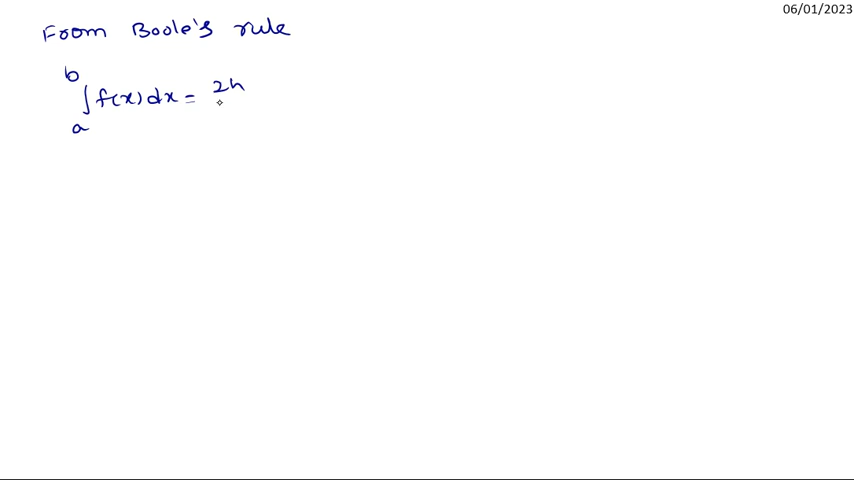 06/01/2023
From Boole's rule
b
∫ f(x) dx = 2h
a